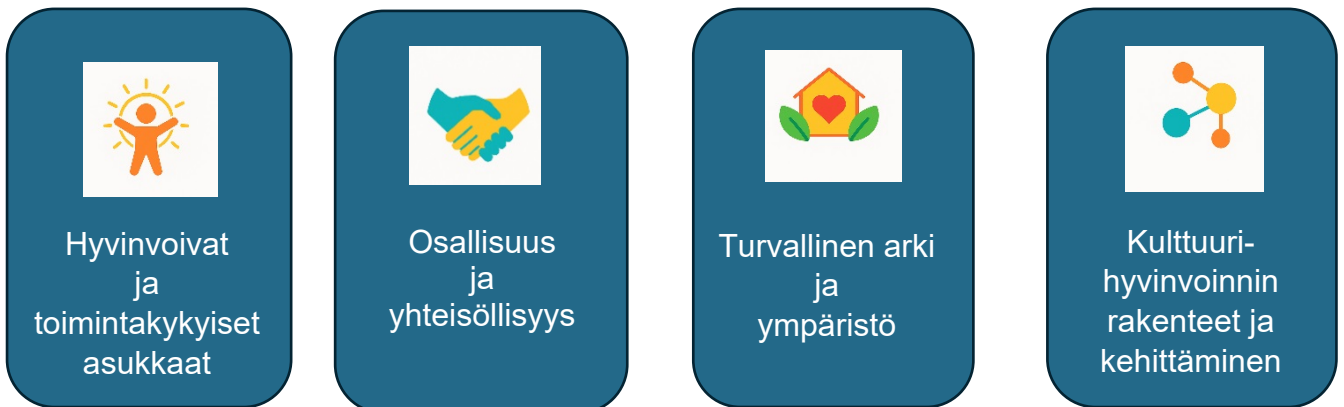 Hyvinvoivat
ja
toimintakykyiset
asukkaat
Osallisuus
ja
yhteisöllisyys
Turvallinen arki
ja
ympäristö
Kulttuuri-
hyvinvoinnin
rakenteet ja
kehittäminen